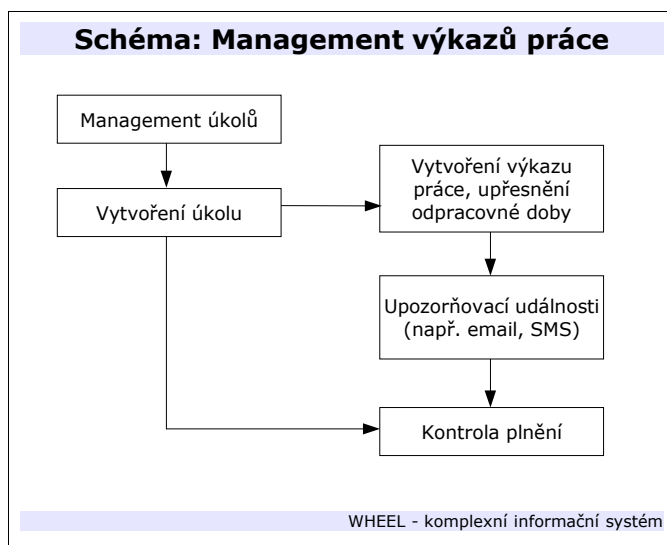 Schéma: Management výkazů práce
Management úkolů
Vytvoření úkolu
Vytvoření výkazu
práce, upřesnění
odpracovné doby
Upozorňovací události
(např. email, SMS)
Kontrola plnění
WHEEL - komplexní informační systém